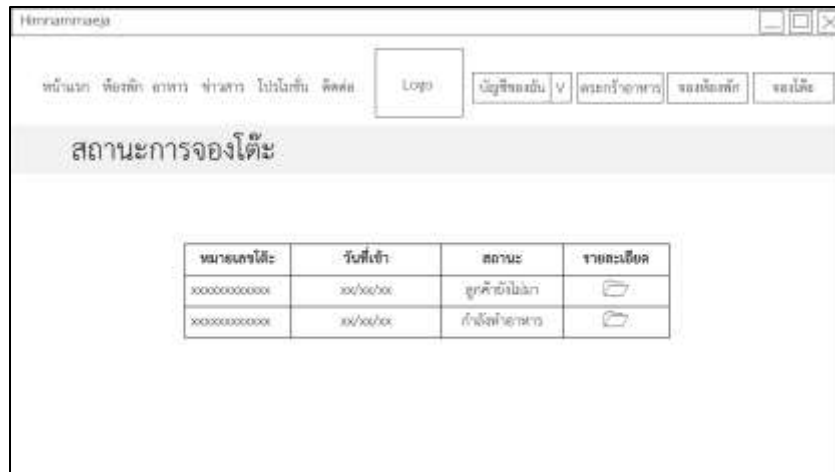 Himnammaeja
หน้าแรก ห้องพัก อาหาร ข่าวสาร โปรโมชั่น ติดต่อ Logo บัญชีของฉัน V ตระกร้าอาหาร จองห้องพัก จองโต๊ะ
สถานะการจองโต๊ะ
หมายเลขโต๊ะ วันที่เข้า สถานะ รายละเอียด
xxxxxxxxxxxx xx/xx/xx ลูกค้ายังไม่มา
xxxxxxxxxxxx xx/xx/xx กำลังทำอาหาร